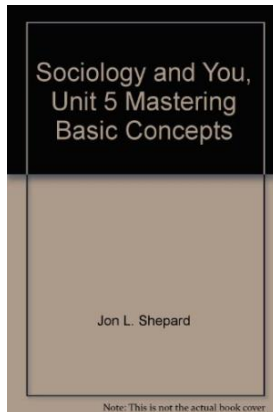 Sociology and You,
Unit 5 Mastering
Basic Concepts
Jon L. Shepard
Note: This is not the actual book cover